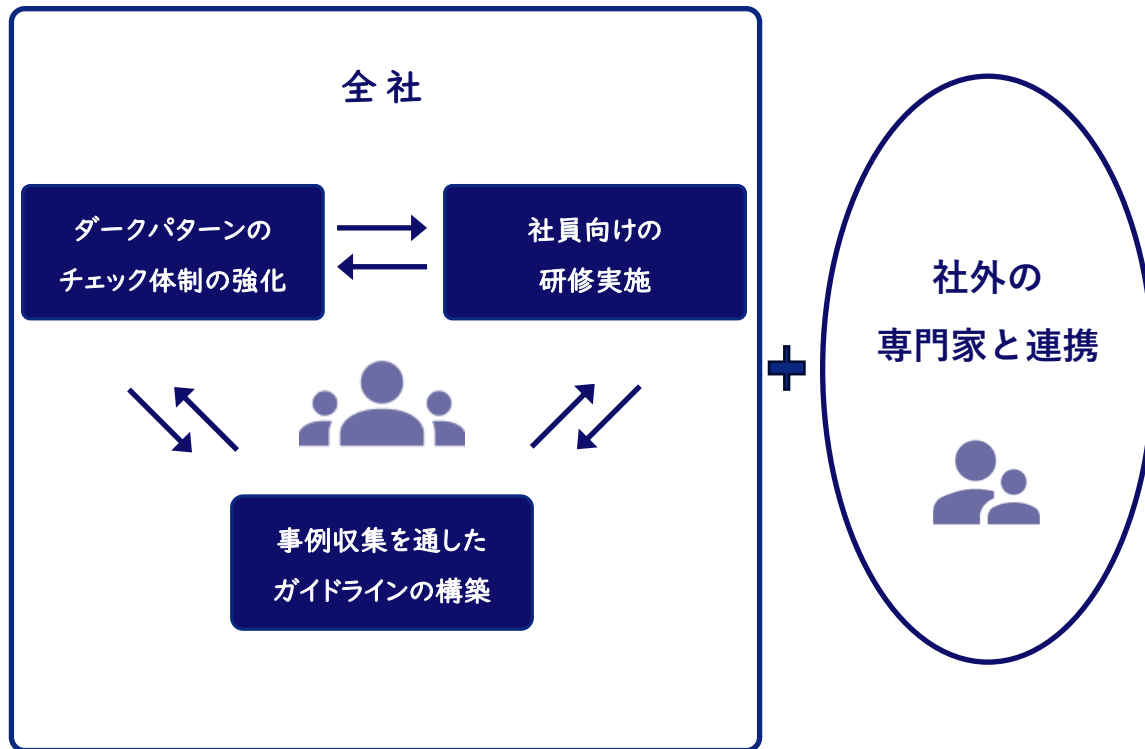 全社
ダークパターンの
チェック体制の強化
社員向けの
研修実施
事例収集を通した
ガイドラインの構築
社外の
専門家と連携